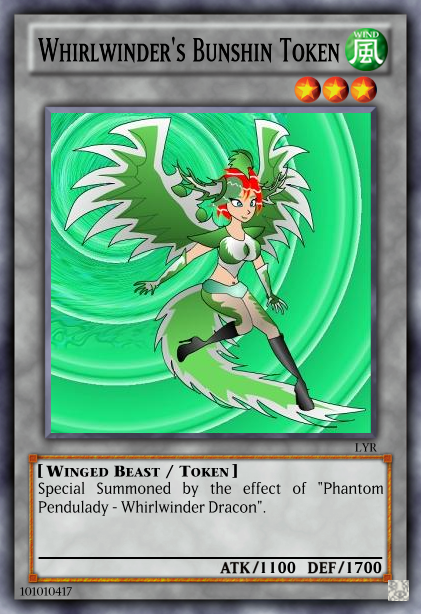 Whirlwinder's Bunshin Token
WIND
風
LYR
[ Winged Beast / Token ]
Special Summoned by the effect of "Phantom
Pendulady - Whirlwinder Dracon".
ATK/1100 DEF/1700
101010417